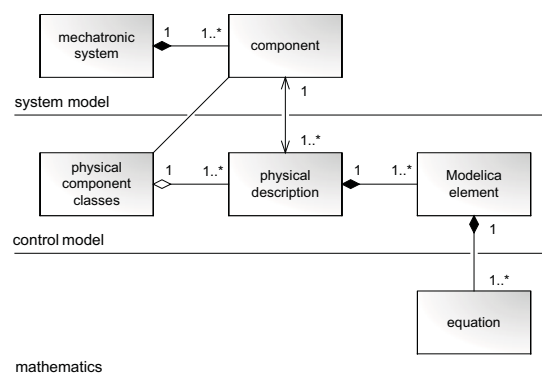 mechatronic
system
1
1..*
component
1
system model
1..*
physical
component
classes
1
1..*
physical
description
1
1..*
Modelica
element
control model
1
1..*
equation
mathematics